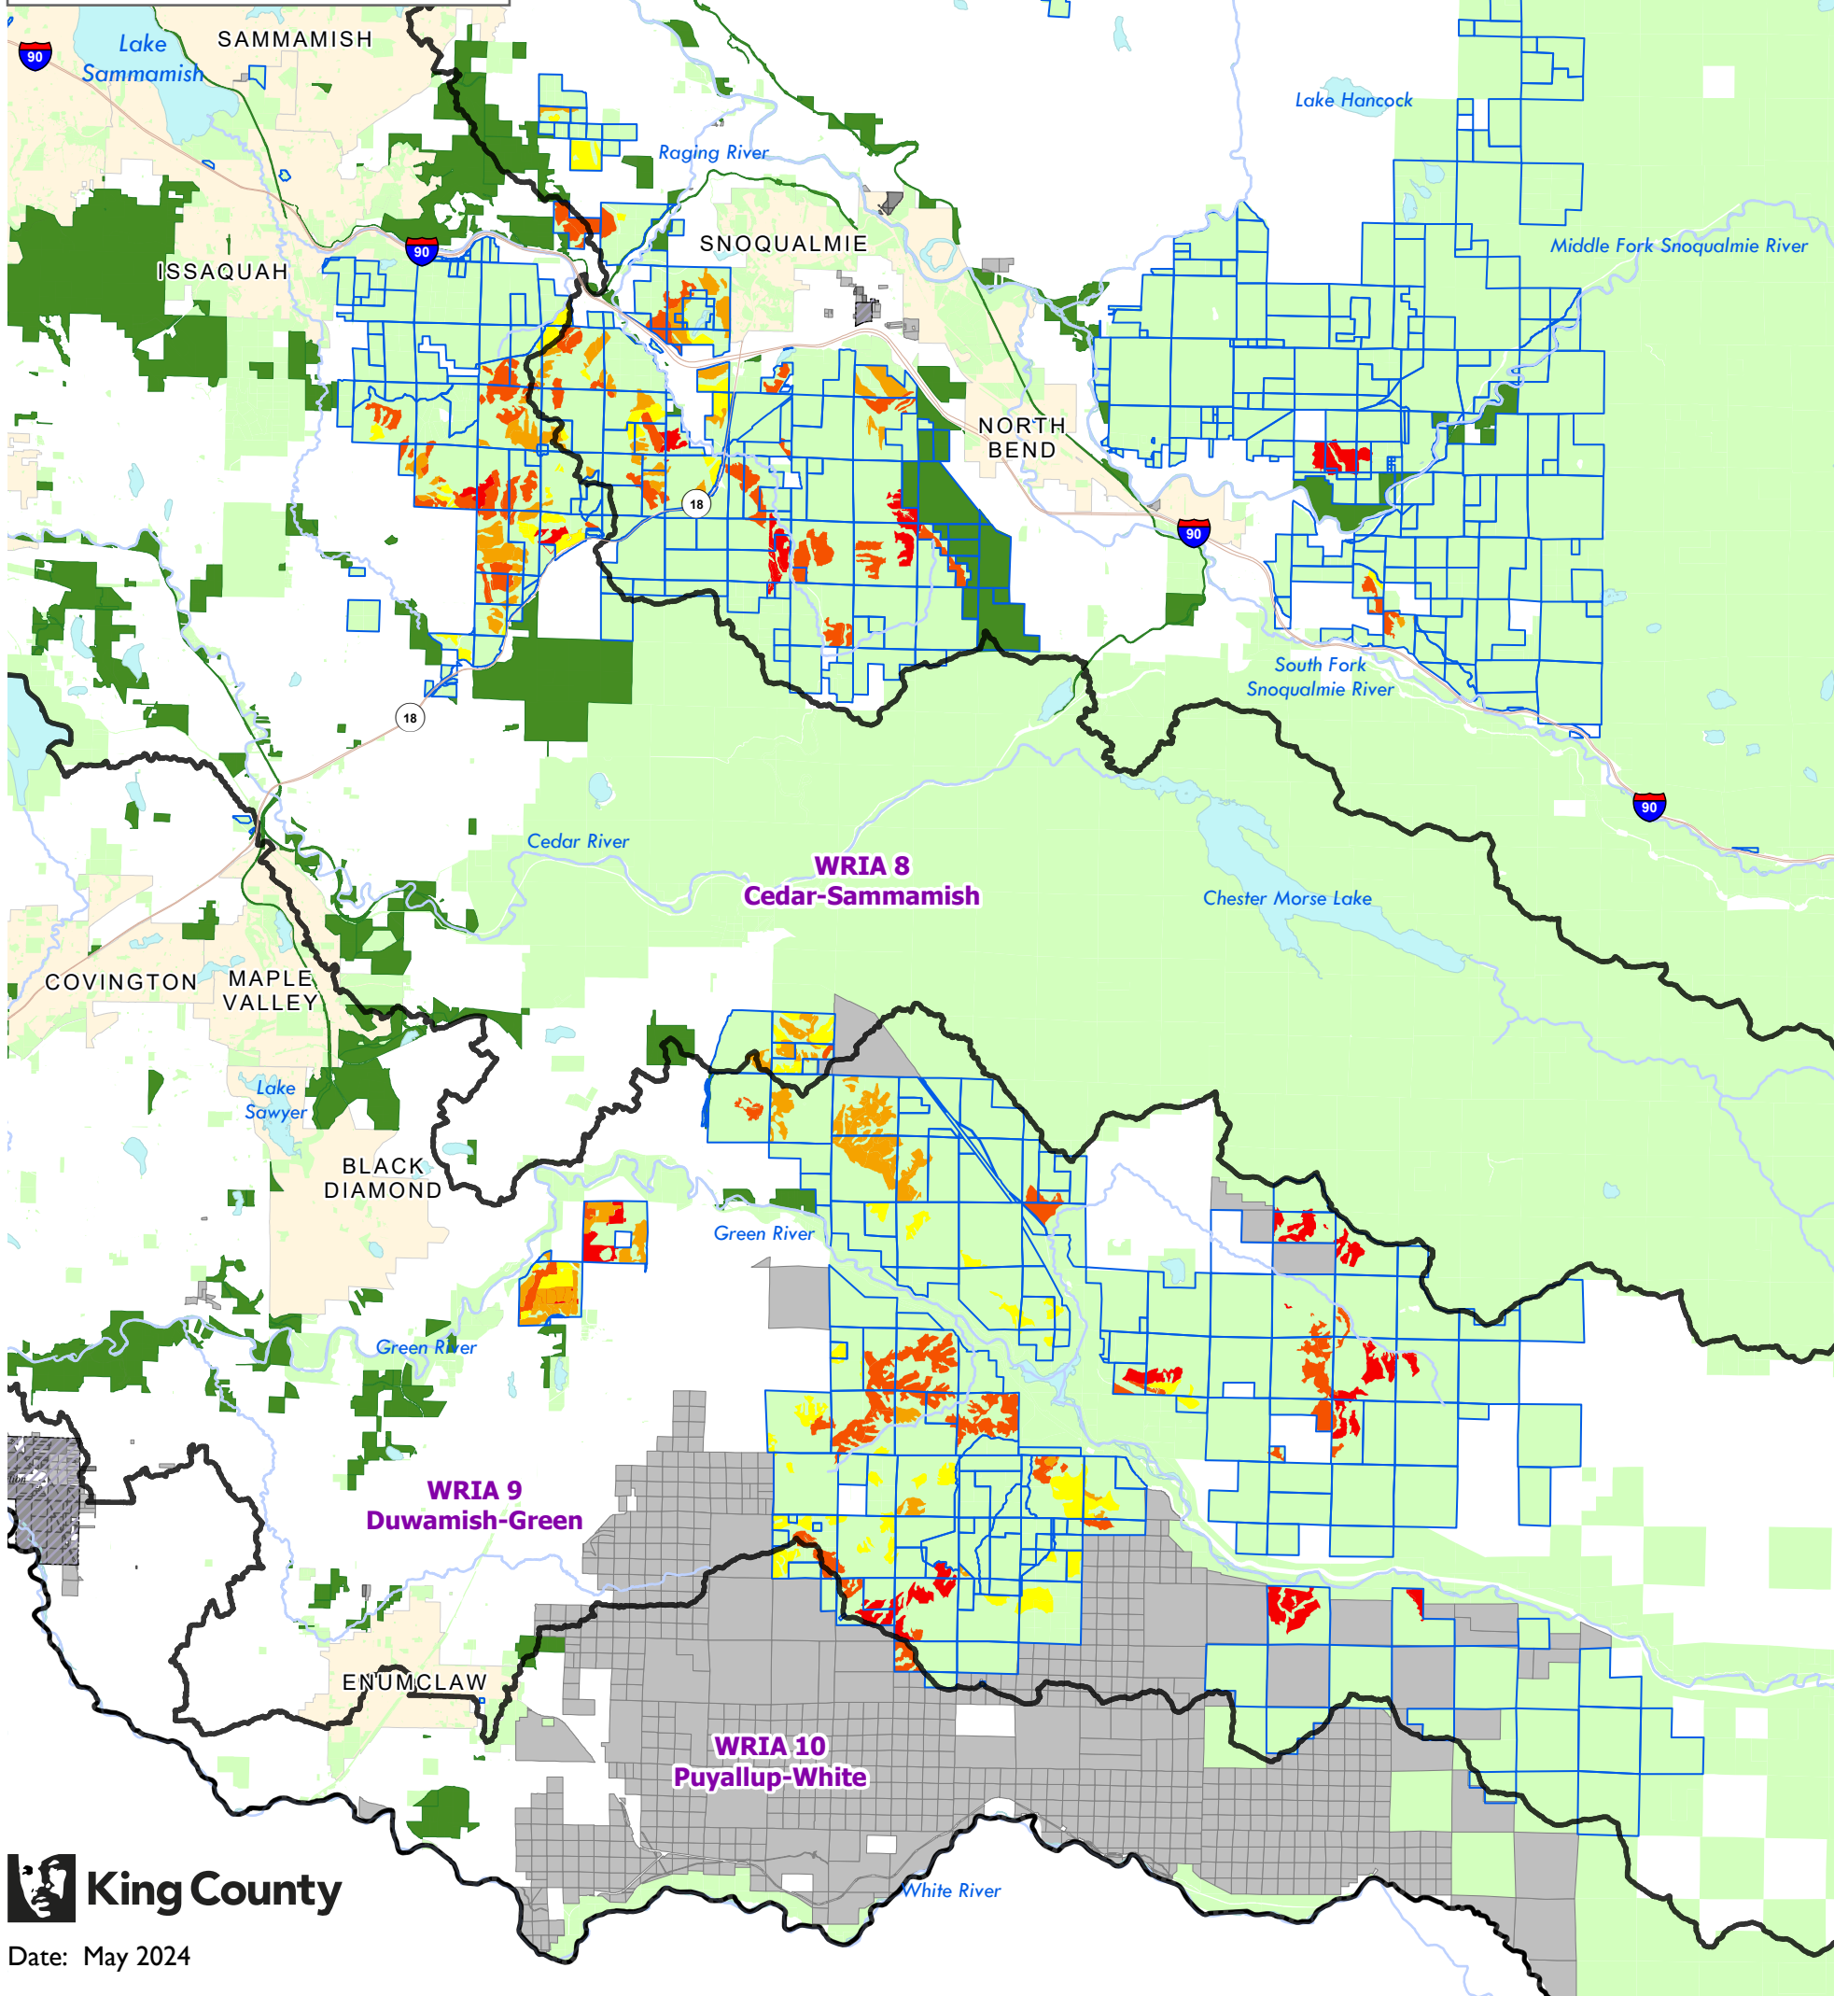 SAMMAMISH
Lake
Sammamish
90
Lake Hancock
Raging River
SNOQUALMIE
Middle Fork Snoqualmie River
90
ISSAQUAH
NORTH
BEND
18
90
South Fork
Snoqualmie River
18
90
Cedar River
WRIA 8
Cedar-Sammamish
Chester Morse Lake
COVINGTON
MAPLE
VALLEY
Lake
Sawyer
BLACK
DIAMOND
Green River
Green River
WRIA 9
Duwamish-Green
ENUMCLAW
WRIA 10
Puyallup-White
King County
White River
Date: May 2024